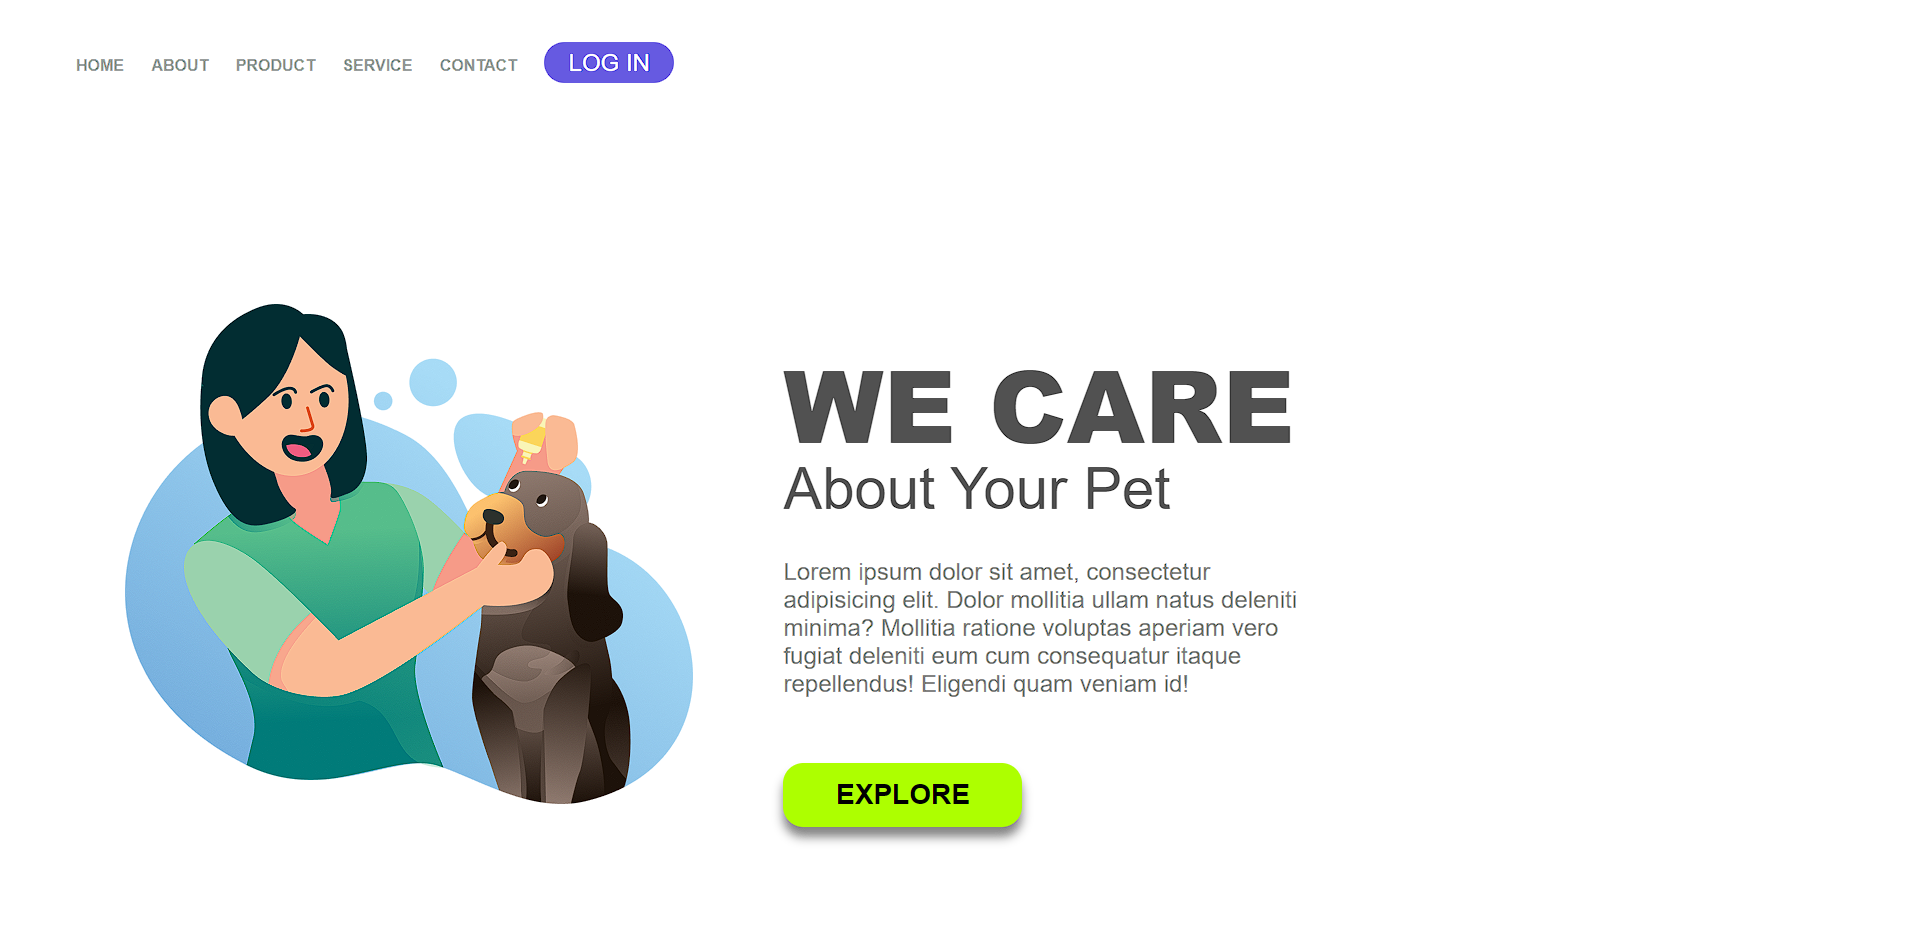 HOME ABOUT PRODUCT SERVICE CONTACT LOG IN
WE CARE
About Your Pet
Lorem ipsum dolor sit amet, consectetur
adipisicing elit. Dolor mollitia ullam natus deleniti
minima? Mollitia ratione voluptas aperiam vero
fugiat deleniti eum cum consequatur itaque
repellendus! Eligendi quam veniam id!
EXPLORE